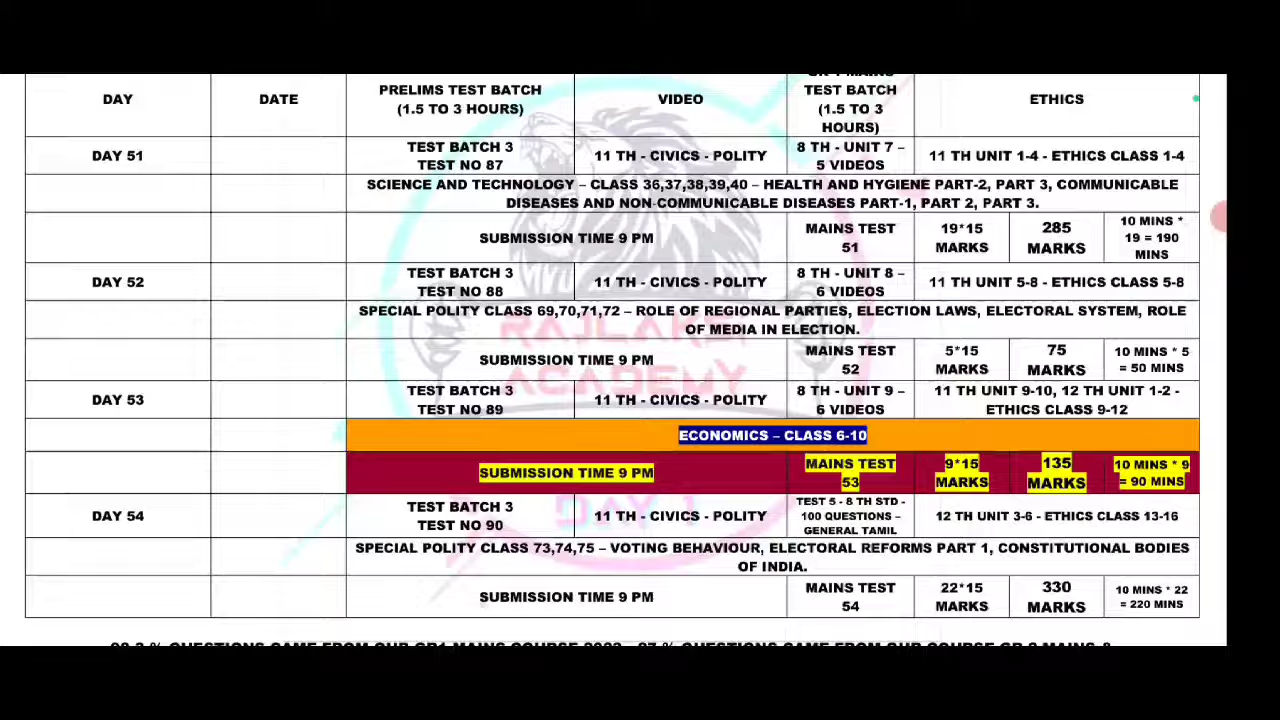 GR 1 MAINS
DAY
DATE
PRELIMS TEST BATCH
(1.5 TO 3 HOURS)
VIDEO
TEST BATCH
(1.5 TO 3
HOURS)
ETHICS
DAY 51
TEST BATCH 3
TEST NO 87
11 TH - CIVICS - POLITY
8 TH - UNIT 7 –
5 VIDEOS
11 TH UNIT 1-4 - ETHICS CLASS 1-4
SCIENCE AND TECHNOLOGY – CLASS 36,37,38,39,40 – HEALTH AND HYGIENE PART-2, PART 3, COMMUNICABLE
DISEASES AND NON-COMMUNICABLE DISEASES PART-1, PART 2, PART 3.
SUBMISSION TIME 9 PM
MAINS TEST
51
19*15
MARKS
285
MARKS
10 MINS *
19 = 190
MINS
DAY 52
TEST BATCH 3
TEST NO 88
11 TH - CIVICS - POLITY
8 TH - UNIT 8 –
6 VIDEOS
11 TH UNIT 5-8 - ETHICS CLASS 5-8
SPECIAL POLITY CLASS 69,70,71,72 – ROLE OF REGIONAL PARTIES, ELECTION LAWS, ELECTORAL SYSTEM, ROLE
OF MEDIA IN ELECTION.
RAJLAKSHMI
ACADEMY
SUBMISSION TIME 9 PM
MAINS TEST
52
5*15
MARKS
75
MARKS
10 MINS * 5
= 50 MINS
DAY 53
TEST BATCH 3
TEST NO 89
11 TH - CIVICS - POLITY
8 TH - UNIT 9 –
6 VIDEOS
11 TH UNIT 9-10, 12 TH UNIT 1-2 -
ETHICS CLASS 9-12
ECONOMICS – CLASS 6-10
SUBMISSION TIME 9 PM
MAINS TEST
53
9*15
MARKS
135
MARKS
10 MINS * 9
= 90 MINS
DAY 1
DAY 54
TEST BATCH 3
TEST NO 90
11 TH - CIVICS - POLITY
TEST 5 - 8 TH STD -
100 QUESTIONS –
GENERAL TAMIL
12 TH UNIT 3-6 - ETHICS CLASS 13-16
SPECIAL POLITY CLASS 73,74,75 – VOTING BEHAVIOUR, ELECTORAL REFORMS PART 1, CONSTITUTIONAL BODIES
OF INDIA.
SUBMISSION TIME 9 PM
MAINS TEST
54
22*15
MARKS
330
MARKS
10 MINS * 22
= 220 MINS